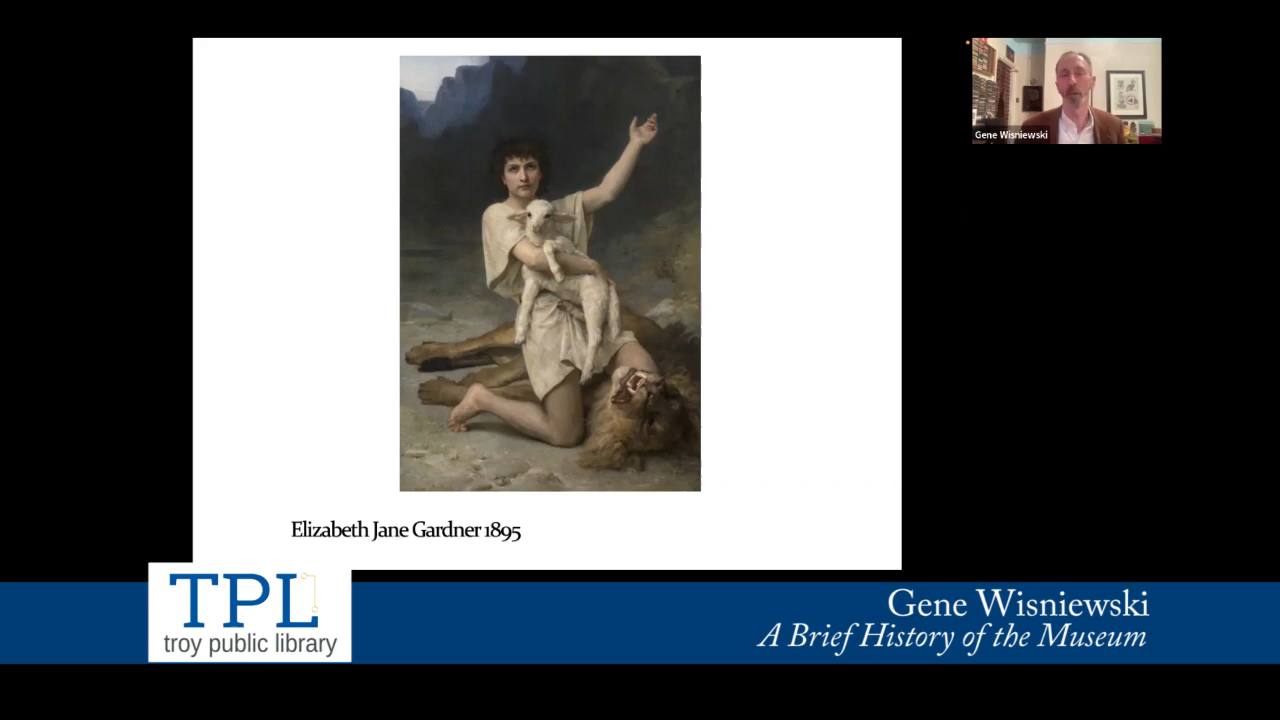 Gene Wisniewski
Elizabeth Jane Gardner 1895
TPL
troy public library
Gene Wisniewski
A Brief History of the Museum